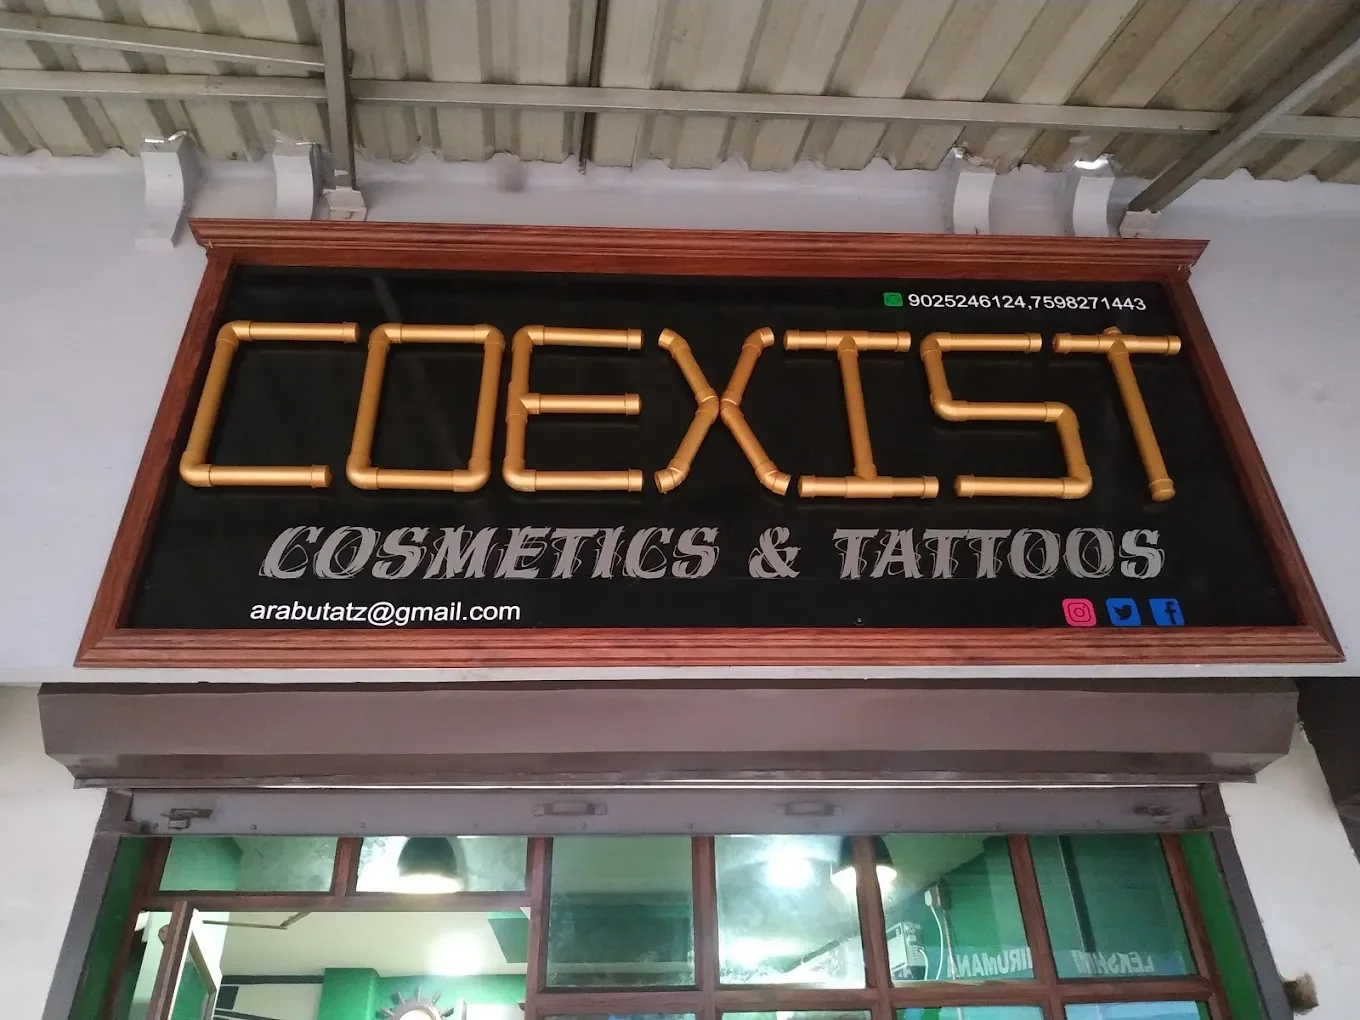 9025246124,7598271443
COEXIST
COSMETICS & TATTOOS
arabutatz@gmail.com